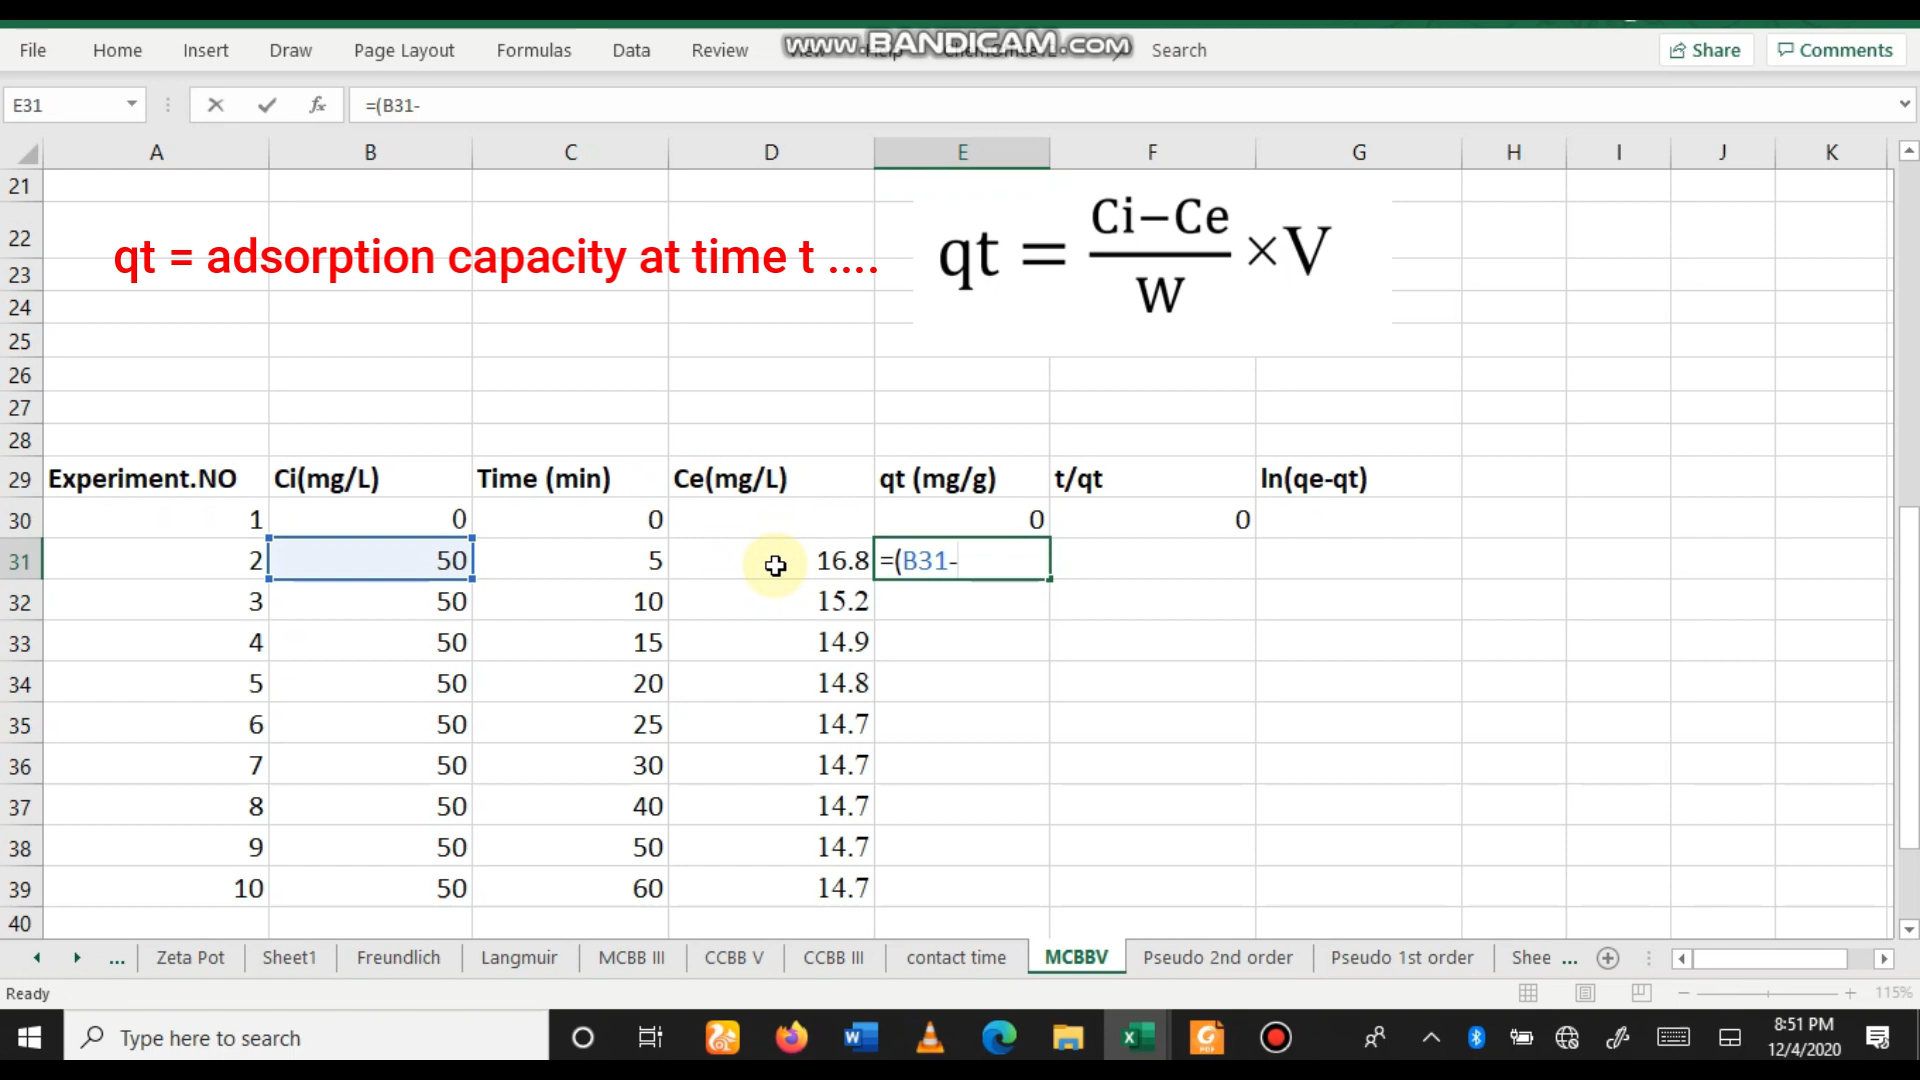 File Home Insert Draw Page Layout Formulas Data Review Search Share Comments
www.BANDICAM.com
E31 fx =(B31-
A B C D E F G H I J K
21
22
23
24
25
26
27
28
qt = adsorption capacity at time t ....
qt = Ci−Ce / W ×V
29 Experiment.NO Ci(mg/L) Time (min) Ce(mg/L) qt (mg/g) t/qt ln(qe-qt)
30 1 0 0 0 0
31 2 50 5 16.8 =(B31-
32 3 50 10 15.2
33 4 50 15 14.9
34 5 50 20 14.8
35 6 50 25 14.7
36 7 50 30 14.7
37 8 50 40 14.7
38 9 50 50 14.7
39 10 50 60 14.7
40
... Zeta Pot Sheet1 Freundlich Langmuir MCBB III CCBB V CCBB III contact time MCBBV Pseudo 2nd order Pseudo 1st order Shee ...
Ready 115%
Type here to search
8:51 PM
12/4/2020